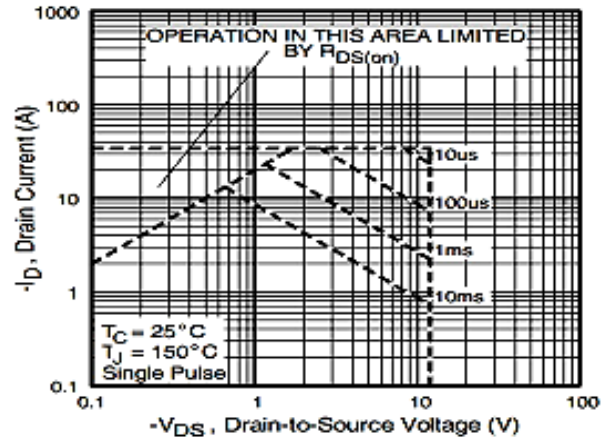 1000
OPERATION IN THIS AREA LIMITED
BY RDS(on)
100
10us
10
100us
1ms
1
10ms
TC = 25°C
TJ = 150°C
Single Pulse
0.1
0.1
1
10
100
-ID, Drain Current (A)
-VDS, Drain-to-Source Voltage (V)